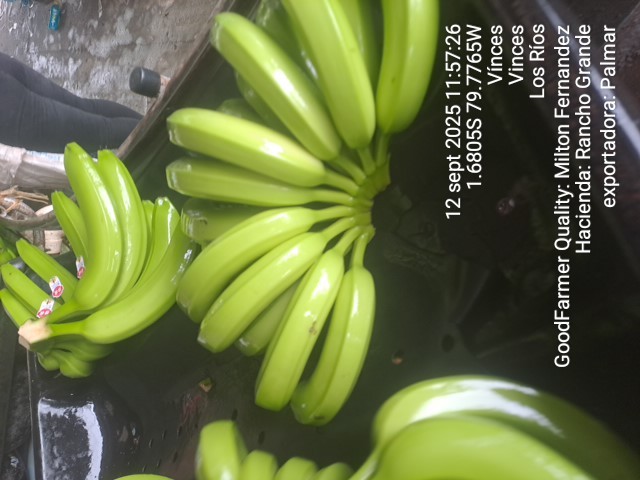 12 sept 2025 11:57:26
1.6805S 79.7765W
Vínces
Vinces
Los Ríos
GoodFarmer Quality: Milton Fernandez
Hacienda: Rancho Grande
exportadora: Palmar